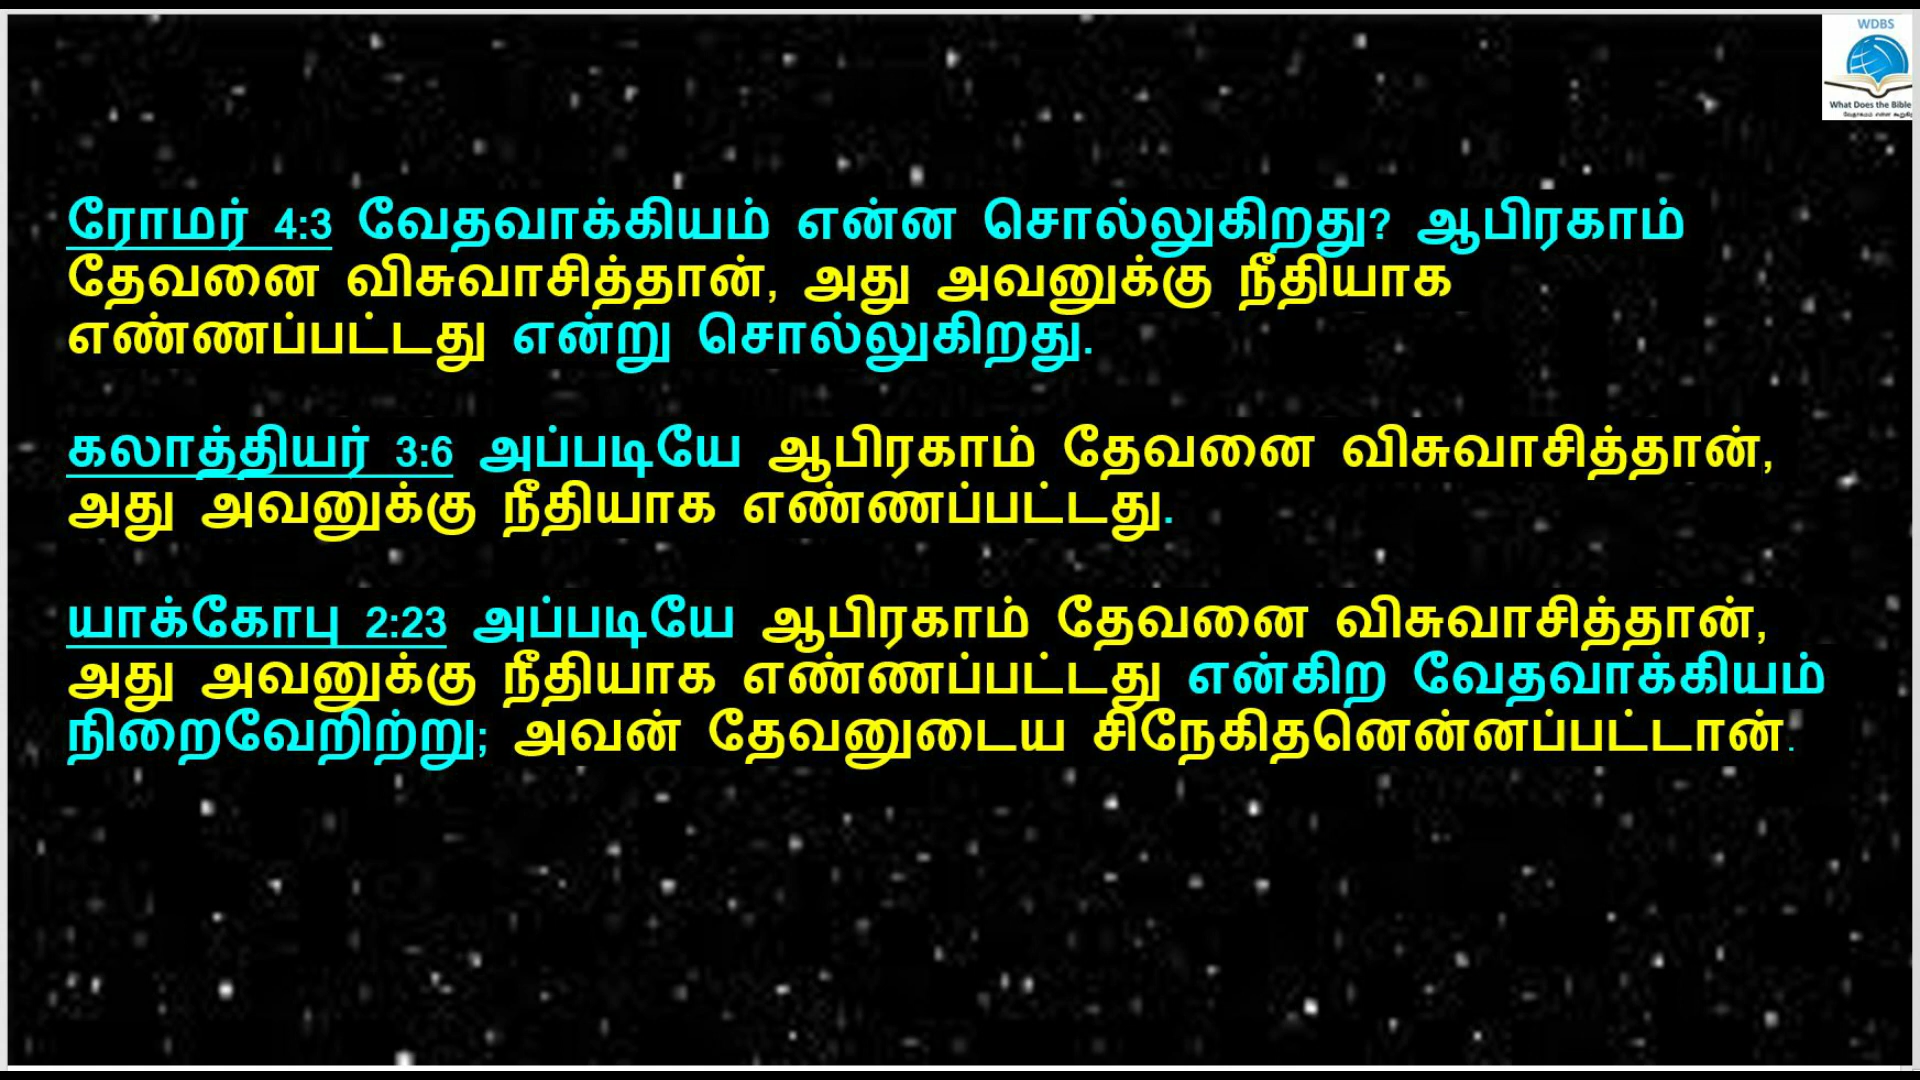 WDBS
What Does the Bible
ரோமர் 4:3 வேதவாக்கியம் என்ன சொல்லுகிறது? ஆபிரகாம்
தேவனை விசுவாசித்தான், அது அவனுக்கு நீதியாக
எண்ணப்பட்டது என்று சொல்லுகிறது.
கலாத்தியர் 3:6 அப்படியே ஆபிரகாம் தேவனை விசுவாசித்தான்,
அது அவனுக்கு நீதியாக எண்ணப்பட்டது.
யாக்கோபு 2:23 அப்படியே ஆபிரகாம் தேவனை விசுவாசித்தான்,
அது அவனுக்கு நீதியாக எண்ணப்பட்டது என்கிற வேதவாக்கியம்
நிறைவேறிற்று; அவன் தேவனுடைய சிநேகிதனென்னப்பட்டான்.